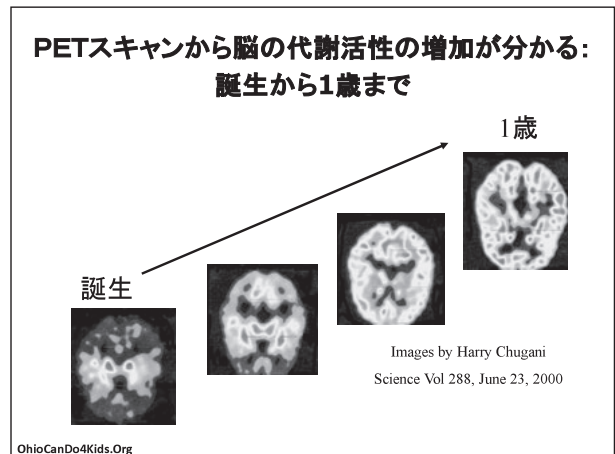 PETスキャンから脳の代謝活性の増加が分かる:
誕生から1歳まで
1歳
誕生
Images by Harry Chugani
Science Vol 288, June 23, 2000
OhioCanDo4Kids.Org